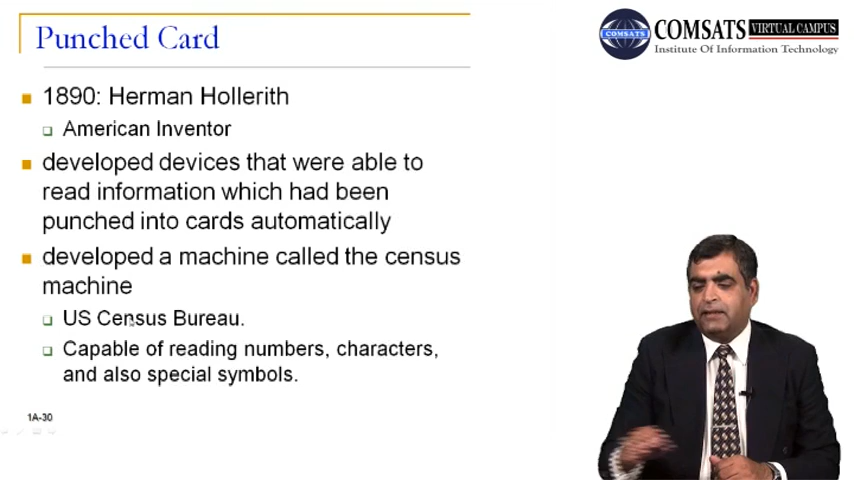 Punched Card
1890: Herman Hollerith
American Inventor
developed devices that were able to
read information which had been
punched into cards automatically
developed a machine called the census
machine
US Census Bureau.
Capable of reading numbers, characters,
and also special symbols.
1A-30
COMSATS
COMSATS VIRTUAL CAMPUS
Institute Of Information Technology